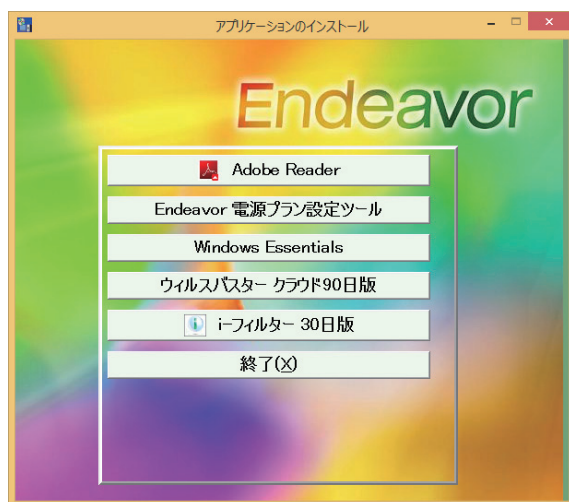 アプリケーションのインストール
Endeavor
Adobe Reader
Endeavor 電源プラン設定ツール
Windows Essentials
ウィルスバスター クラウド90日版
i-フィルター 30日版
終了(X)